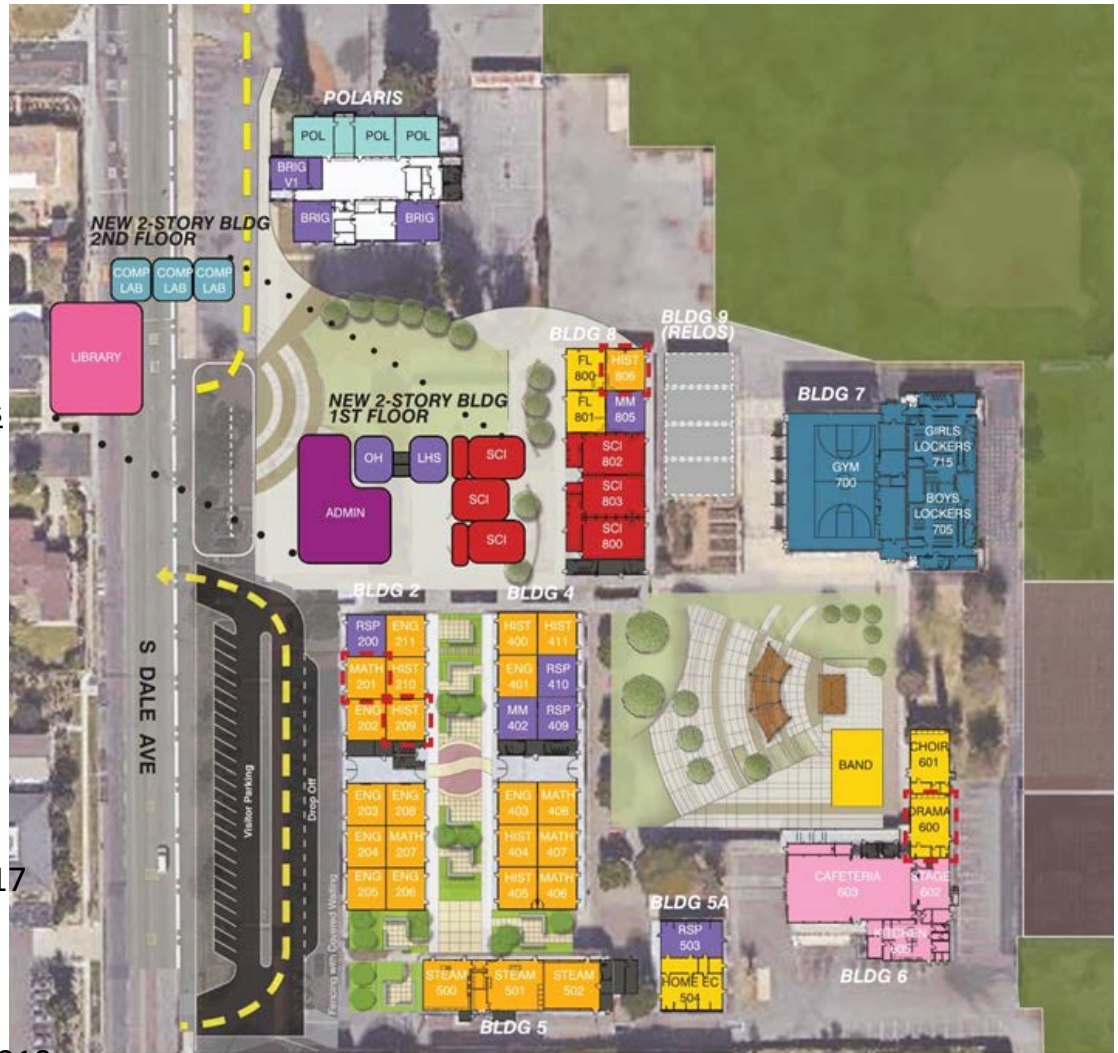 POLARIS
POL
POL
POL
BRIG
V1
BRIG
BRIG
NEW 2-STORY BLDG
2ND FLOOR
COMP
LAB
COMP
LAB
COMP
LAB
LIBRARY
BLDG 8
BLDG 9
(RELOS)
FL
800
HIST
806
FL
801
MM
805
SCI
802
SCI
803
SCI
800
NEW 2-STORY BLDG
1ST FLOOR
OH
LHS
SCI
SCI
SCI
ADMIN
BLDG 7
GYM
700
GIRLS
LOCKERS
715
BOYS
LOCKERS
705
BLDG 2
RSP
200
ENG
211
MATH
201
HIST
210
ENG
202
HIST
209
ENG
203
ENG
208
ENG
204
MATH
207
ENG
205
ENG
206
BLDG 4
HIST
400
HIST
411
ENG
401
RSP
410
MM
402
RSP
409
ENG
403
MATH
408
HIST
404
MATH
407
HIST
405
MATH
406
S DALE AVE
Visitor Parking
Drop Off
Fencing with Covered Waiting
BAND
CHOIR
601
DRAMA
600
CAFETERIA
603
STAGE
602
KITCHEN
605
BLDG 6
BLDG 5A
RSP
503
HOME EC
504
STEAM
500
STEAM
501
STEAM
502
BLDG 5
17